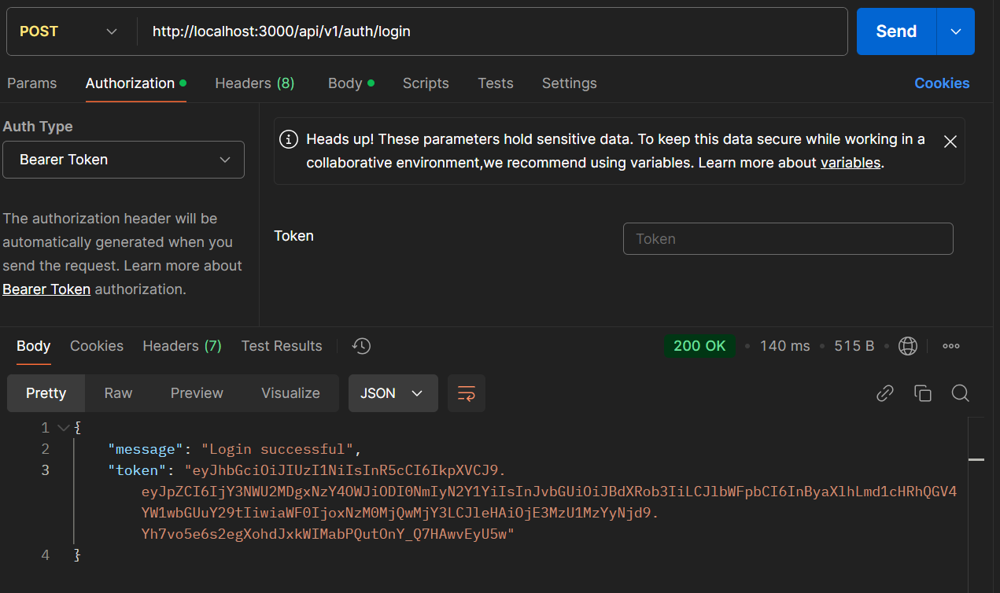 POST http://localhost:3000/api/v1/auth/login Send
Params Authorization Headers (8) Body Scripts Tests Settings Cookies
Auth Type
Bearer Token
The authorization header will be
automatically generated when you
send the request. Learn more about
Bearer Token authorization.
Heads up! These parameters hold sensitive data. To keep this data secure while working in a
collaborative environment,we recommend using variables. Learn more about variables.
Token Token
Body Cookies Headers (7) Test Results 200 OK 140 ms 515 B
Pretty Raw Preview Visualize JSON
1 {
2 "message": "Login successful",
3 "token": "eyJhbGciOiJIUzI1NiIsInR5cCI6IkpXVCJ9.
eyJpZCI6IjY3NWU2MDgxNzY4OWJiODI0NmIyN2Y1YiIsInJvbGUiOiJBdXRob3IiLCJlbWFpbCI6InByaXlhLmd1cHRhQGV4
YW1wbGUuY29tIiwiaWF0IjoxNzM0MjQwMjY3LCJleHAiOjE3MzU1MzYyNjd9.
Yh7vo5e6s2egXohdJxkWIMabPQutOnY_Q7HAwvEyU5w"
4 }